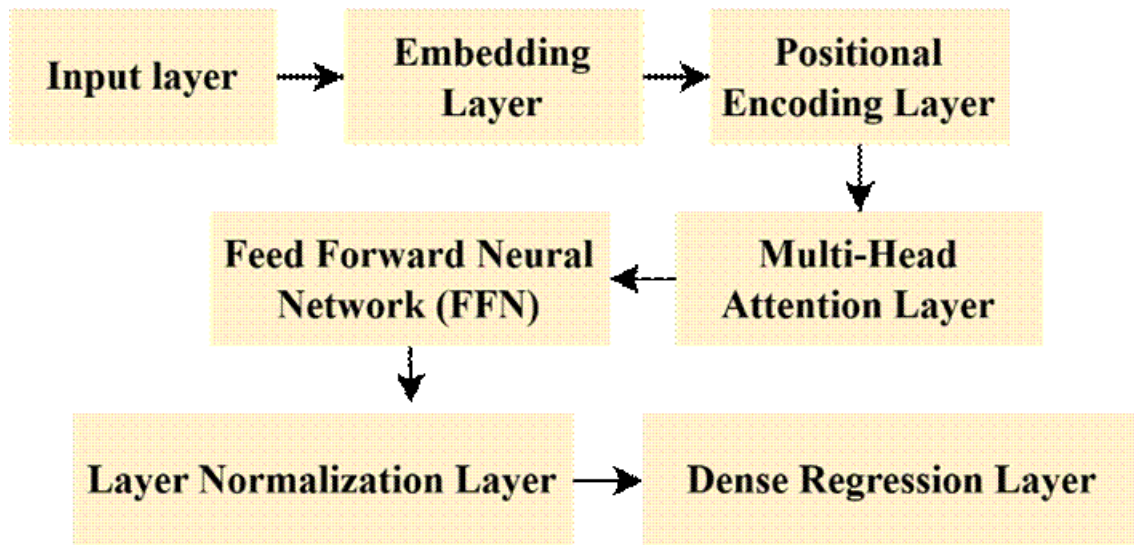 Input layer
Embedding
Layer
Positional
Encoding Layer
Multi-Head
Attention Layer
Feed Forward Neural
Network (FFN)
Layer Normalization Layer
Dense Regression Layer